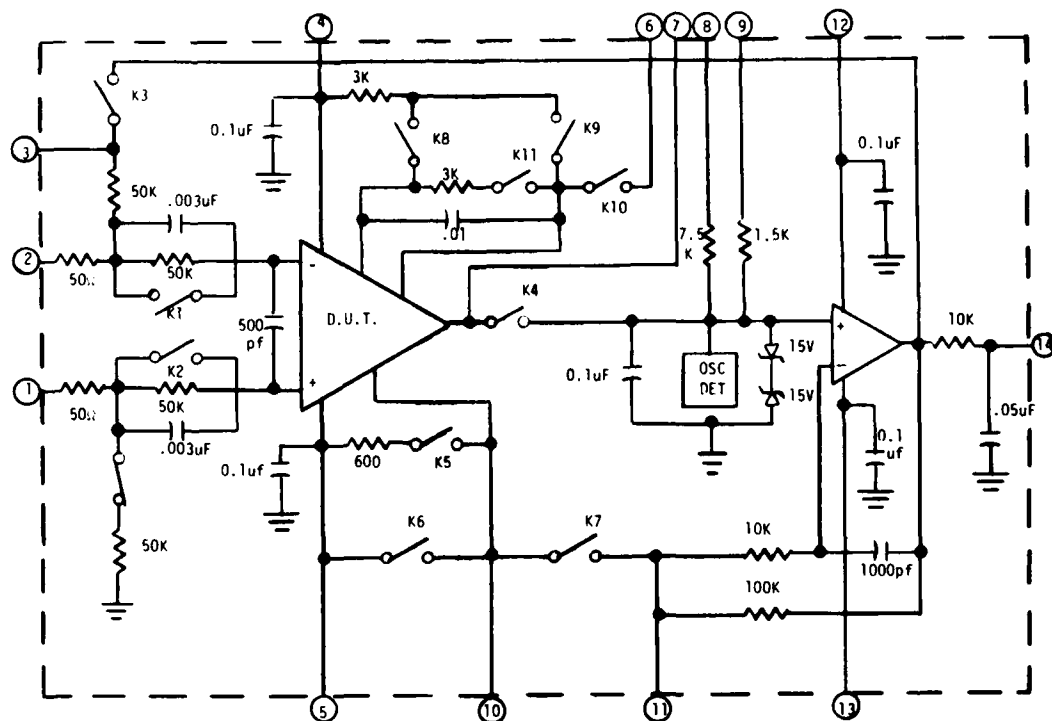 4
6
7
8
9
12
K3
3K
0.1uF
K8
K9
0.1uF
3
K11
50K
3K
K10
.003uF
.01
7.5
K
1.5K
2
50Ω
50K
K1
D.U.T.
K4
500
pf
10K
14
15V
1
K2
0.1uF
OSC
DET
50Ω
50K
15V
.05uF
.003uF
0.1uf
600
K5
0.1
uf
K6
K7
10K
50K
1000pf
100K
5
10
11
13